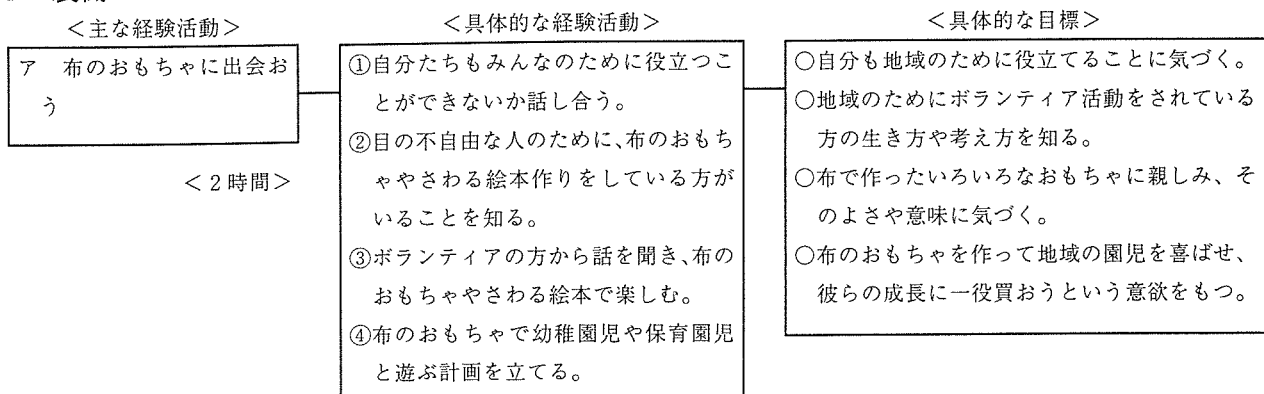 ＜主な経験活動＞
ア　布のおもちゃに出会お
う
＜２時間＞
＜具体的な経験活動＞
①自分たちもみんなのために役立つこ
とができないか話し合う。
②目の不自由な人のために、布のおもち
ゃやさわる絵本作りをしている方が
いることを知る。
③ボランティアの方から話を聞き、布の
おもちゃやさわる絵本で楽しむ。
④布のおもちゃで幼稚園児や保育園児
と遊ぶ計画を立てる。
＜具体的な目標＞
○自分も地域のために役立てることに気づく。
○地域のためにボランティア活動をされている
方の生き方や考え方を知る。
○布で作ったいろいろなおもちゃに親しみ、そ
のよさや意味に気づく。
○布のおもちゃを作って地域の園児を喜ばせ、
彼らの成長に一役買おうという意欲をもつ。